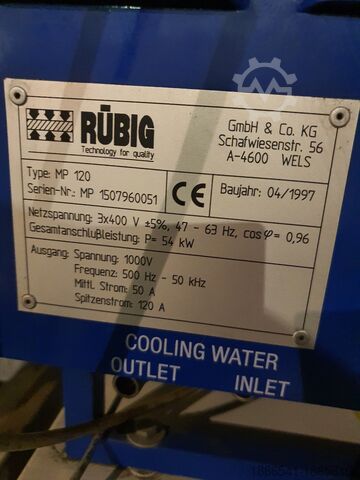 RÜBIG
Technology for quality
GmbH & Co. KG
Schafwiesenstr. 56
A-4600 WELS
Type: MP 120
Serien-Nr.: MP 1507960051
CE
Baujahr: 04/1997
Netzspannung: 3x400 V ±5%, 47 - 63 Hz, cos φ = 0,96
Gesamtanschlußleistung: P= 54 kW
Ausgang: Spannung: 1000V
Frequenz: 500 Hz - 50 kHz
Mittl. Strom: 50 A
Spitzenstrom: 120 A
COOLING WATER
OUTLET INLET